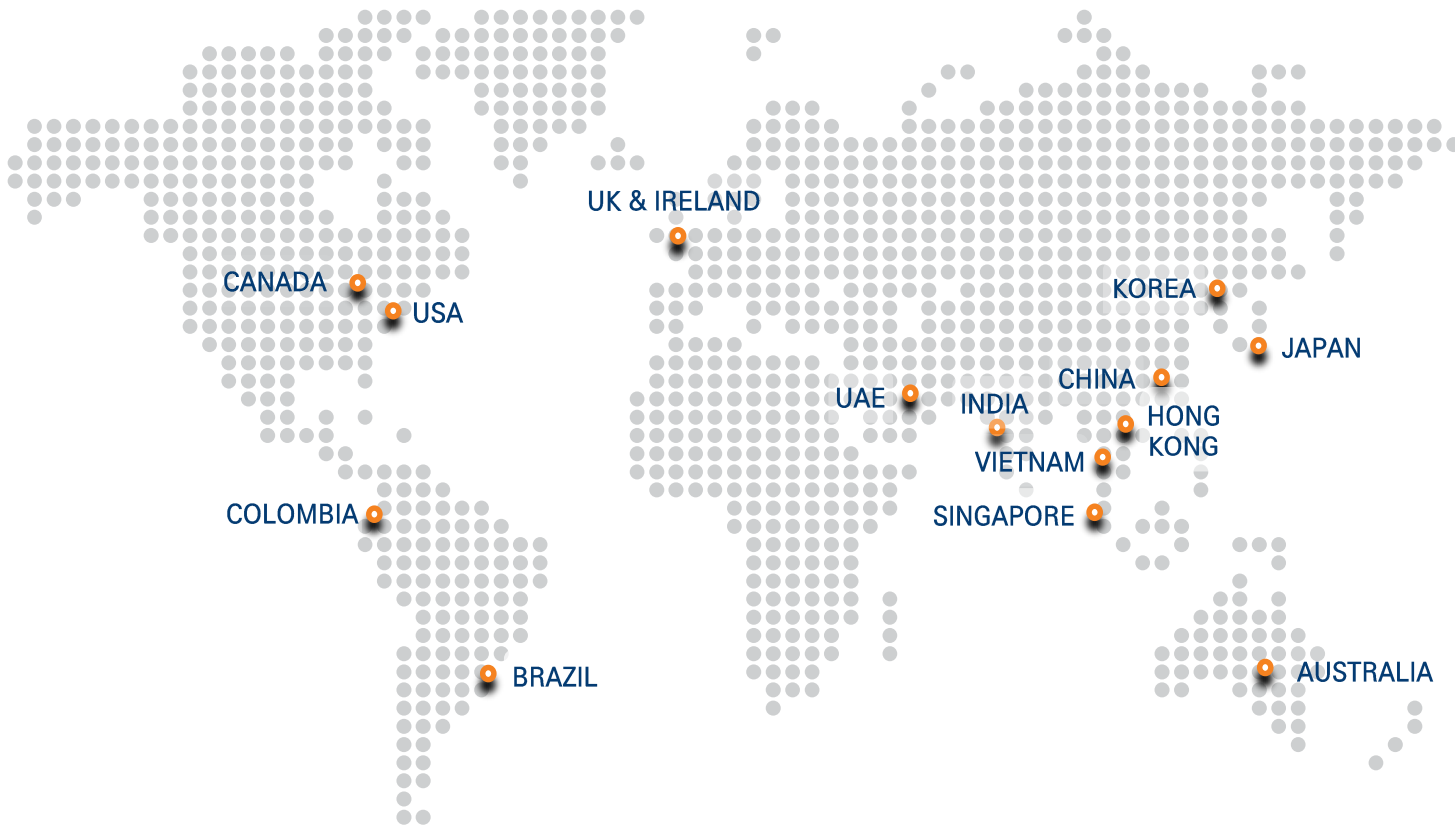 UK & IRELAND
CANADA
USA
KOREA
JAPAN
CHINA
UAE
INDIA
HONG
KONG
VIETNAM
COLOMBIA
SINGAPORE
BRAZIL
AUSTRALIA